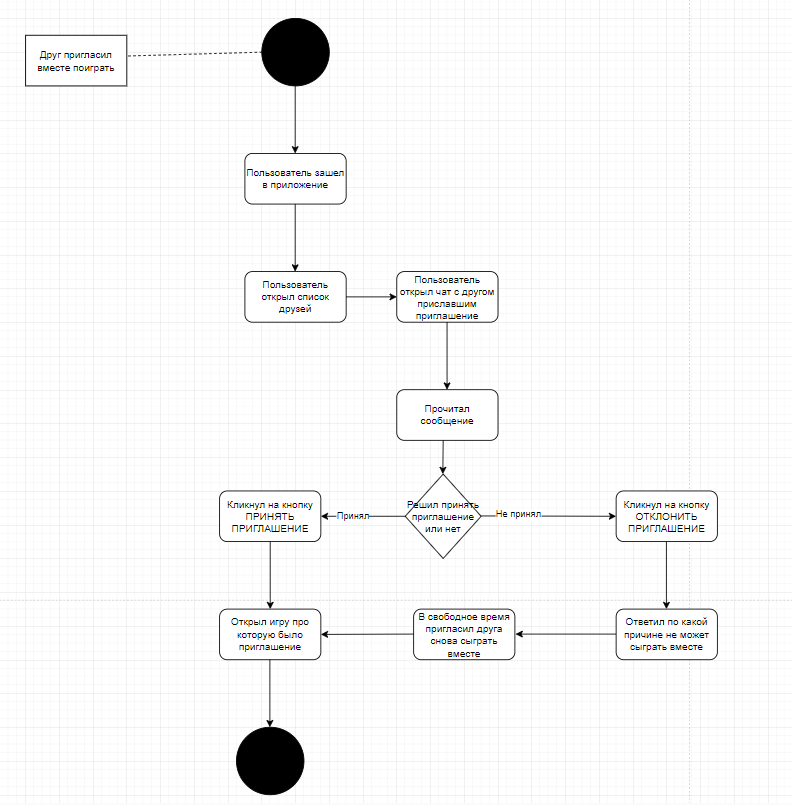 Друг пригласил
вместе поиграть
Пользователь зашел
в приложение
Пользователь
открыл список
друзей
Пользователь
открыл чат с другом
приславшим
приглашение
Прочитал
сообщение
Решил принять
приглашение
или нет
Принял
Не принял
Кликнул на кнопку
ПРИНЯТЬ
ПРИГЛАШЕНИЕ
Кликнул на кнопку
ОТКЛОНИТЬ
ПРИГЛАШЕНИЕ
Открыл игру про
которую было
приглашение
В свободное время
пригласил друга
снова сыграть
вместе
Ответил по какой
причине не может
сыграть вместе